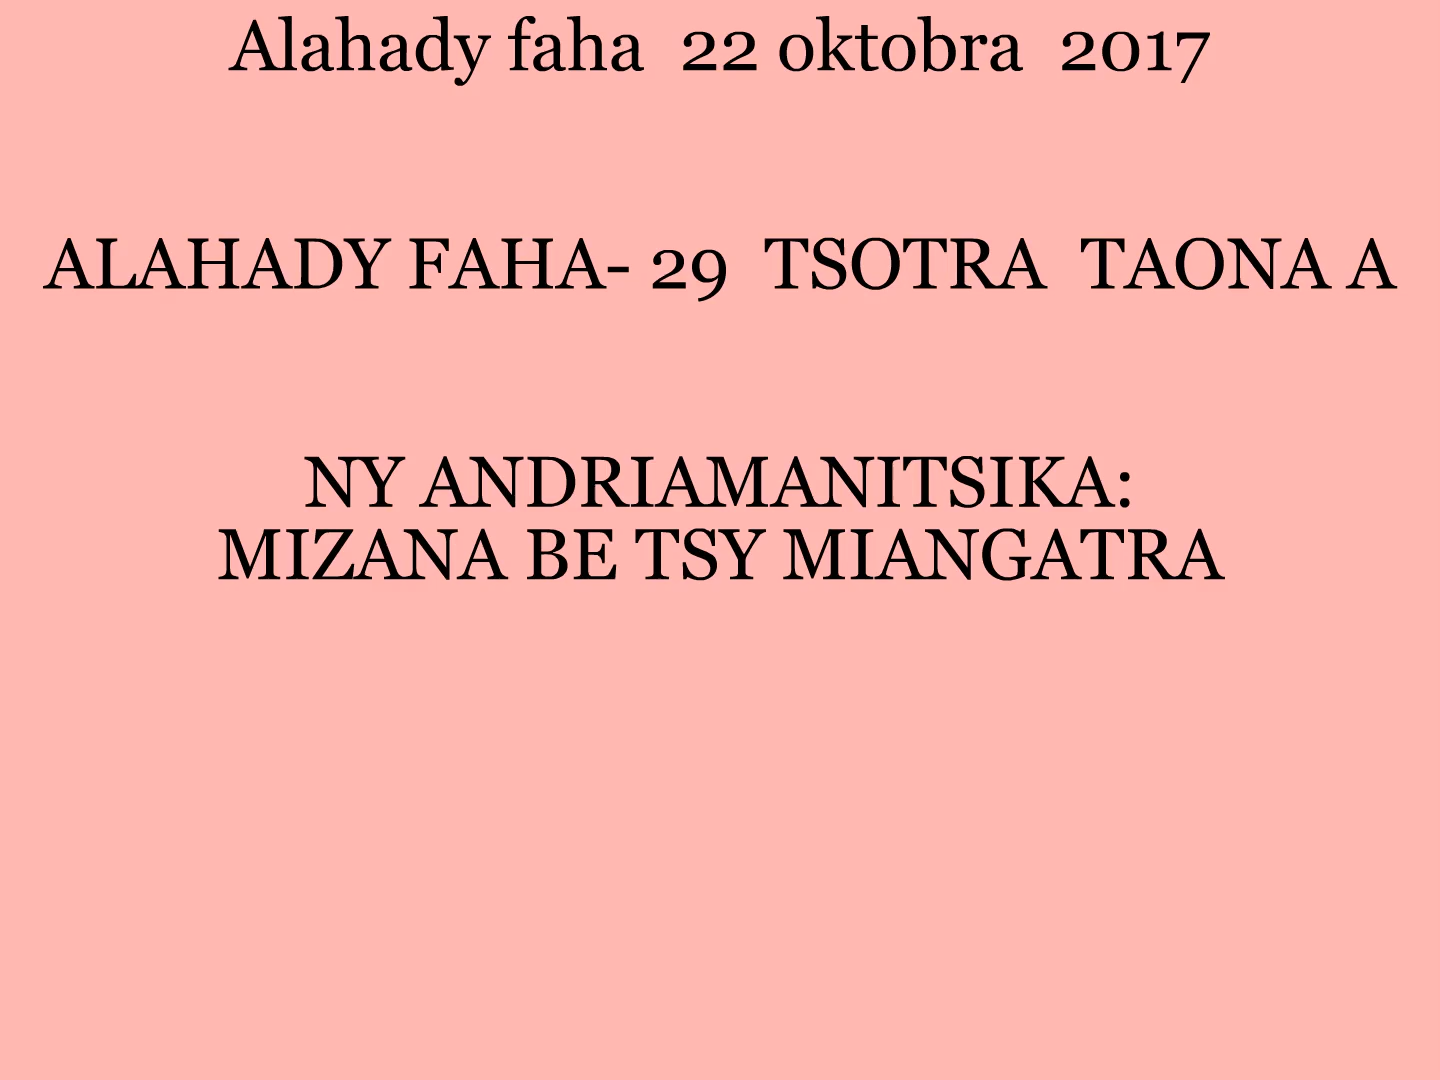 Alahady faha 22 oktobra 2017
ALAHADY FAHA- 29 TSOTRA TAONA A
NY ANDRIAMANITSIKA:
MIZANA BE TSY MIANGATRA